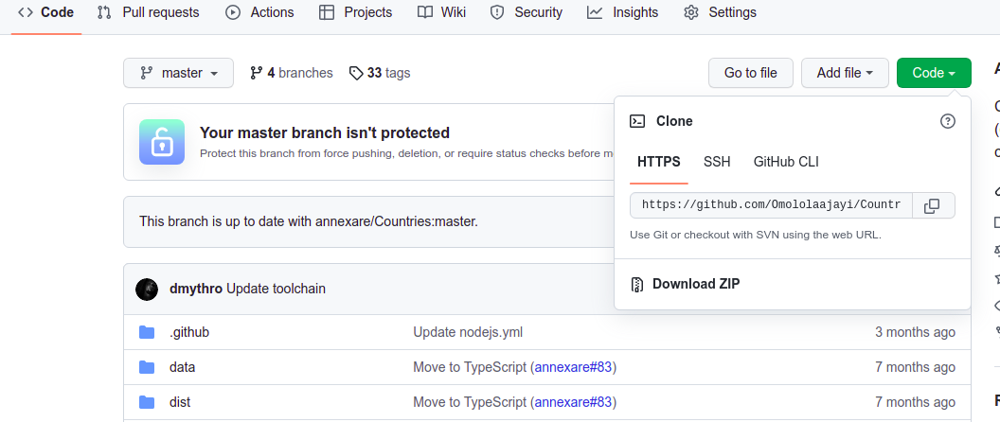 Code Pull requests Actions Projects Wiki Security Insights Settings
master 4 branches 33 tags Go to file Add file Code
Your master branch isn't protected
Protect this branch from force pushing, deletion, or require status checks before
Clone
HTTPS SSH GitHub CLI
https://github.com/Omololaajayi/Countr
Use Git or checkout with SVN using the web URL.
Download ZIP
This branch is up to date with annexare/Countries:master.
dmythro Update toolchain
.github Update nodejs.yml 3 months ago
data Move to TypeScript (annexare#83) 7 months ago
dist Move to TypeScript (annexare#83) 7 months ago